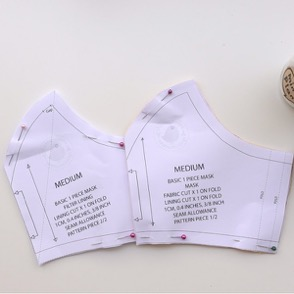 MEDIUM
BASIC 1 PIECE MASK
FILTER LINING
LINING CUT X 1 ON FOLD
1CM, 0.4 INCHES, 3/8 INCH
SEAM ALLOWANCE
PATTERN PIECE 2/2
MEDIUM
BASIC 1 PIECE MASK
MASK
FABRIC CUT X 1 ON FOLD
LINING CUT X 1 ON FOLD
1CM, 0.4 INCHES, 3/8 INCH
SEAM ALLOWANCE
PATTERN PIECE 1/2